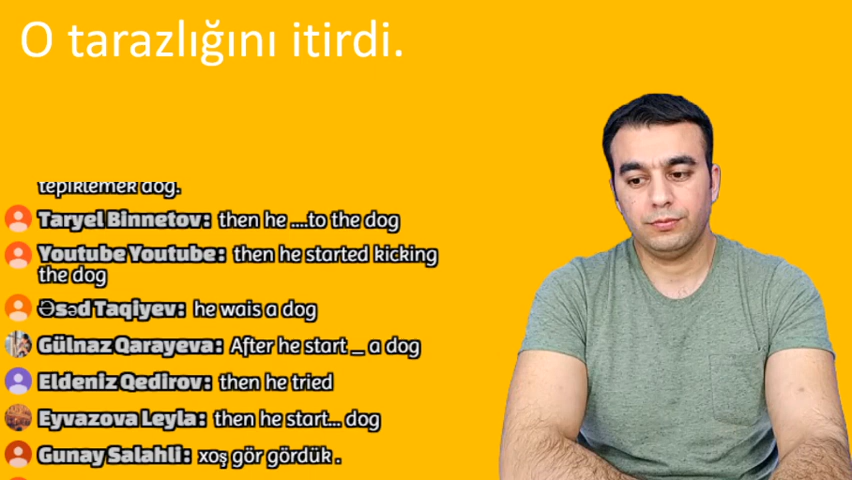 O tarazlığını itirdi.
tepiklemek dog.
Taryel Binnetov: then he ....to the dog
Youtube Youtube: then he started kicking
the dog
Əsəd Taqiyev: he wais a dog
Gülnaz Qarayeva: After he start _ a dog
Eldeniz Qedirov: then he tried
Eyvazova Leyla: then he start... dog
Gunay Salahli: xoş gör gördük .